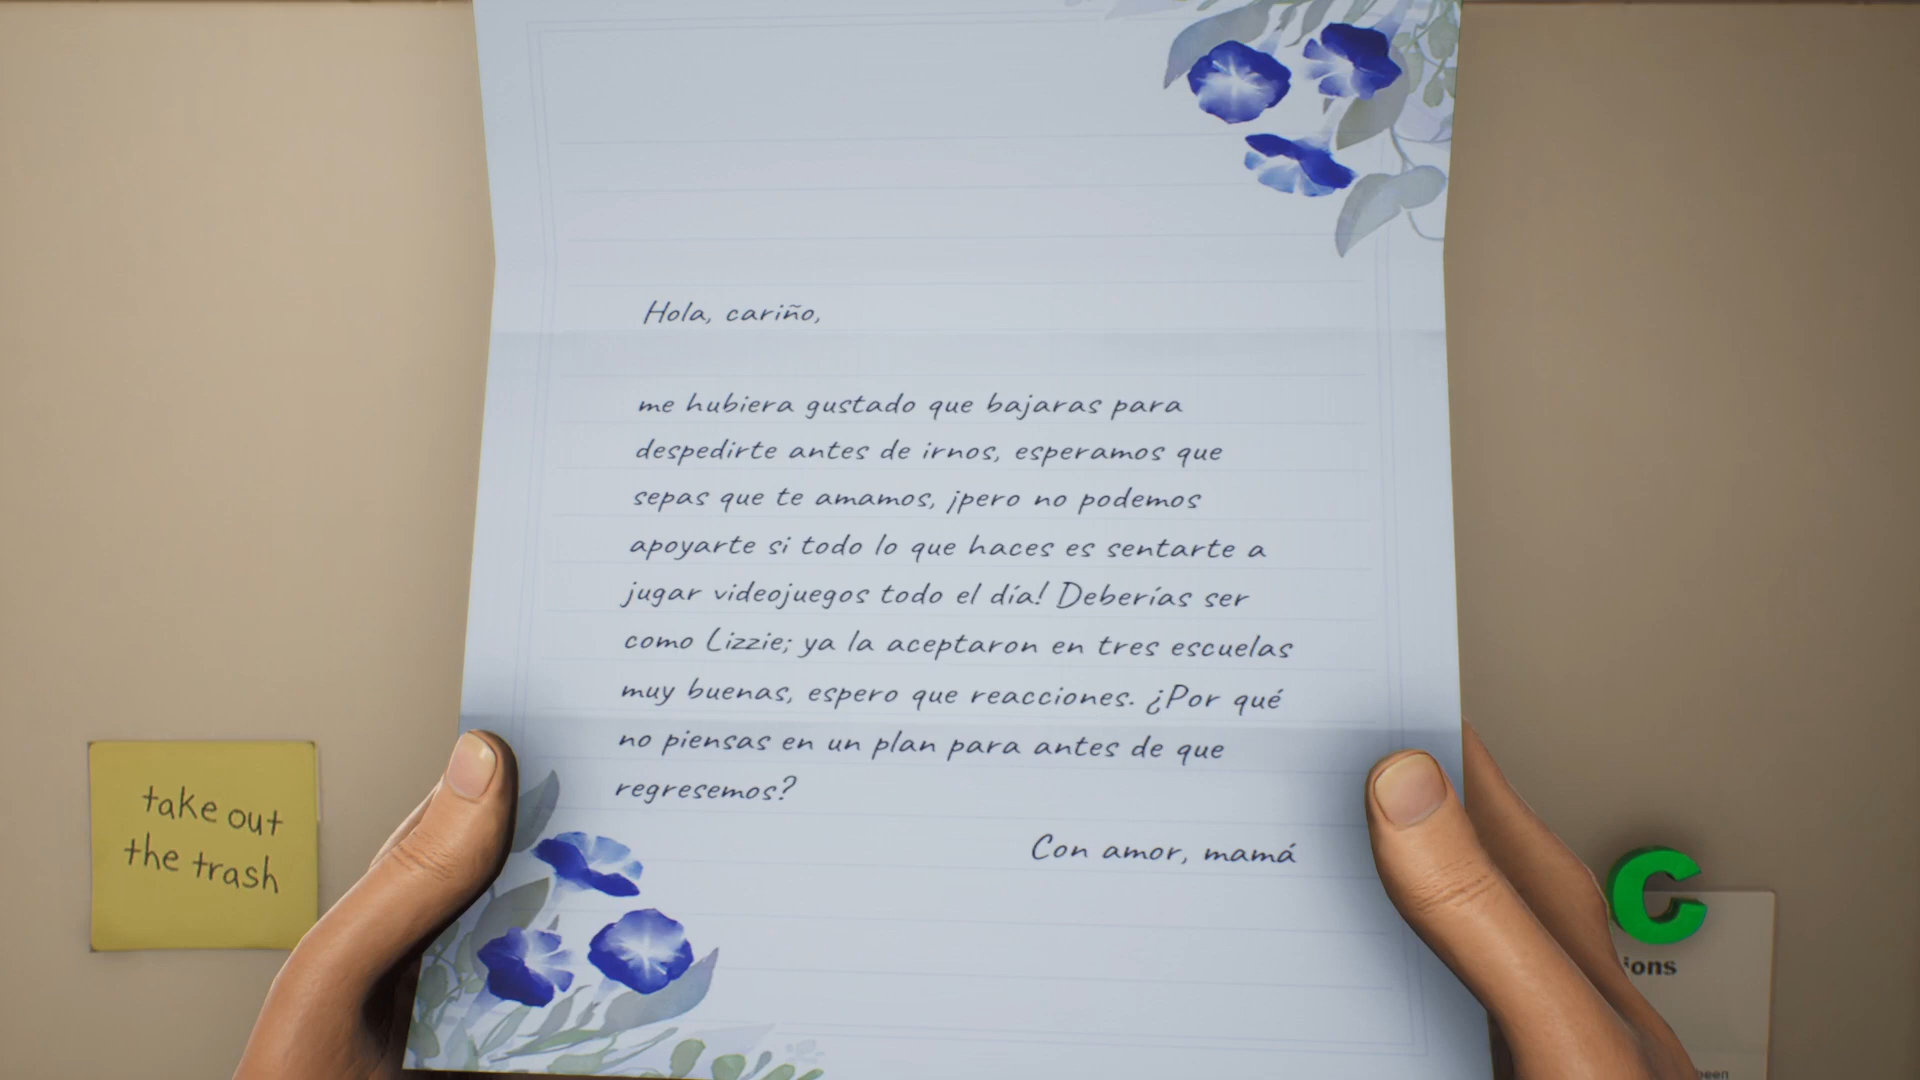 Hola, cariño,
me hubiera gustado que bajaras para
despedirte antes de irnos, esperamos que
sepas que te amamos, ¡pero no podemos
apoyarte si todo lo que haces es sentarte a
jugar videojuegos todo el día! Deberías ser
como Lizzie; ya la aceptaron en tres escuelas
muy buenas, espero que reacciones. ¿Por qué
no piensas en un plan para antes de que
regresemos?
Con amor, mamá
take out
the trash
C
ions
been